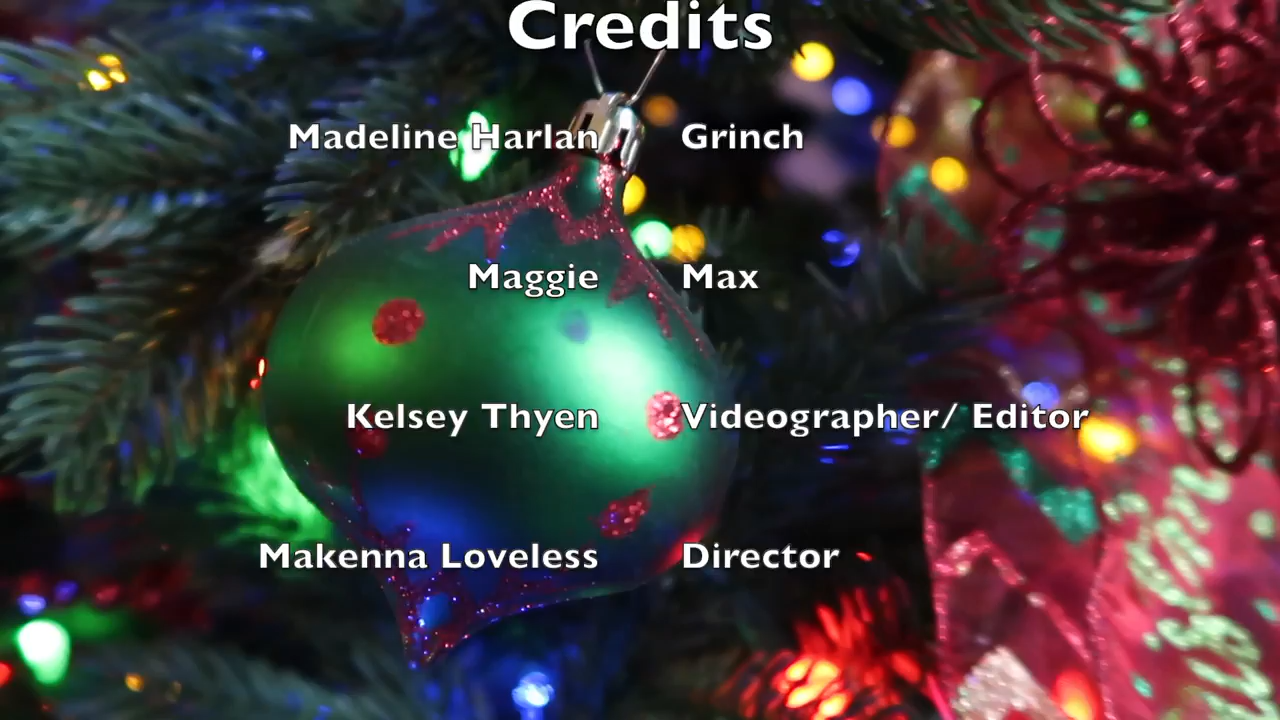 Credits
Madeline Harlan Grinch
Maggie Max
Kelsey Thyen Videographer/ Editor
Makenna Loveless Director